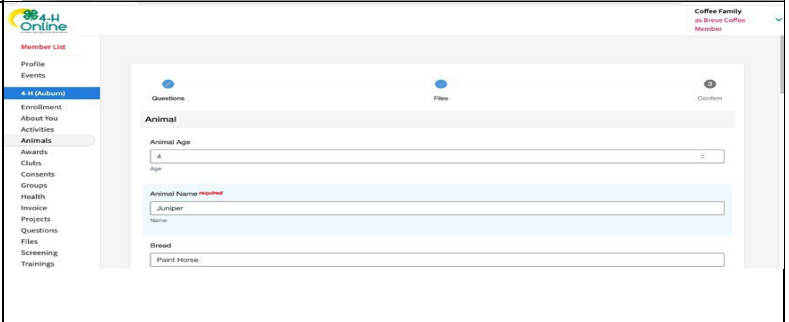 4-H
Online
Coffee Family
as Breve Coffee
Member
Member List
Profile
Events
4-H (Auburn)
Enrollment
About You
Activities
Animals
Awards
Clubs
Consents
Groups
Health
Invoice
Projects
Questions
Files
Screening
Trainings
3
Questions Files Confirm
Animal
Animal Age
4
Age
Animal Name required
Juniper
Name
Breed
Paint Horse